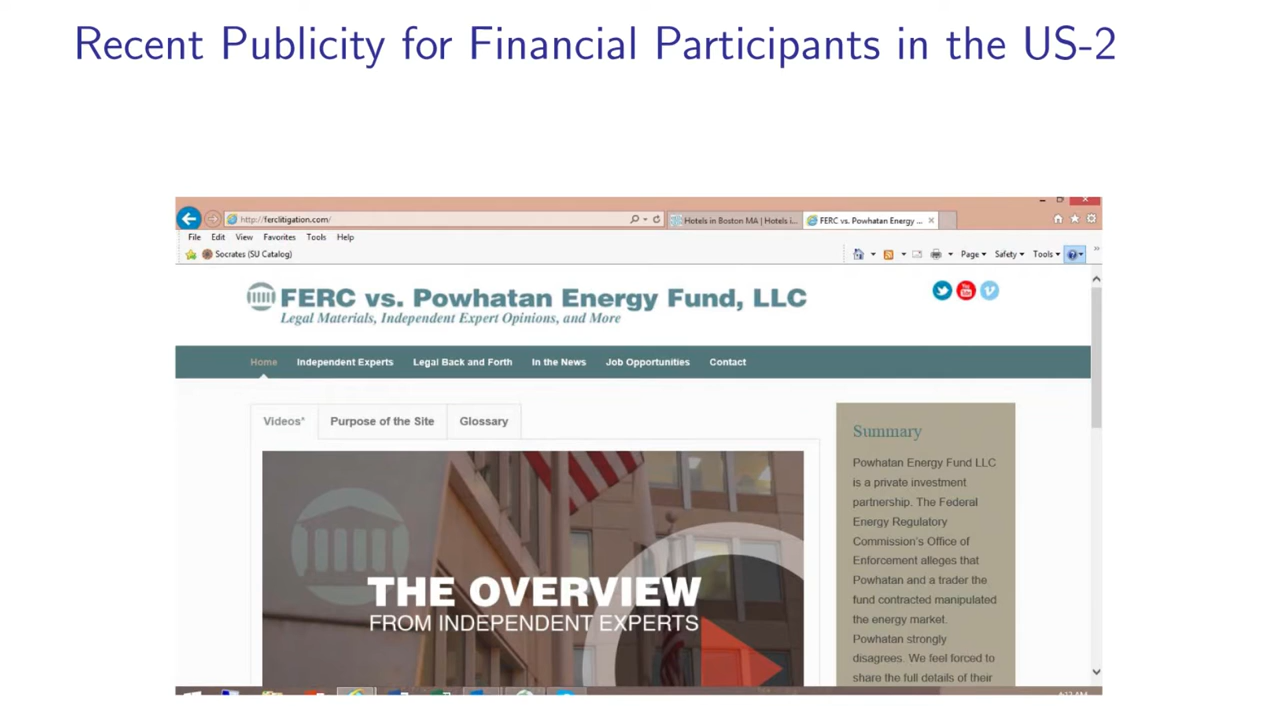 Recent Publicity for Financial Participants in the US-2
http://ferclitigation.com/
Hotels in Boston MA | Hotels i...
FERC vs. Powhatan Energy ...
File Edit View Favorites Tools Help
Socrates (SU Catalog)
Page Safety Tools
FERC vs. Powhatan Energy Fund, LLC
Legal Materials, Independent Expert Opinions, and More
Home Independent Experts Legal Back and Forth In the News Job Opportunities Contact
Videos* Purpose of the Site Glossary
THE OVERVIEW
FROM INDEPENDENT EXPERTS
Summary
Powhatan Energy Fund LLC
is a private investment
partnership. The Federal
Energy Regulatory
Commission's Office of
Enforcement alleges that
Powhatan and a trader the
fund contracted manipulated
the energy market.
Powhatan strongly
disagrees. We feel forced to
share the full details of their